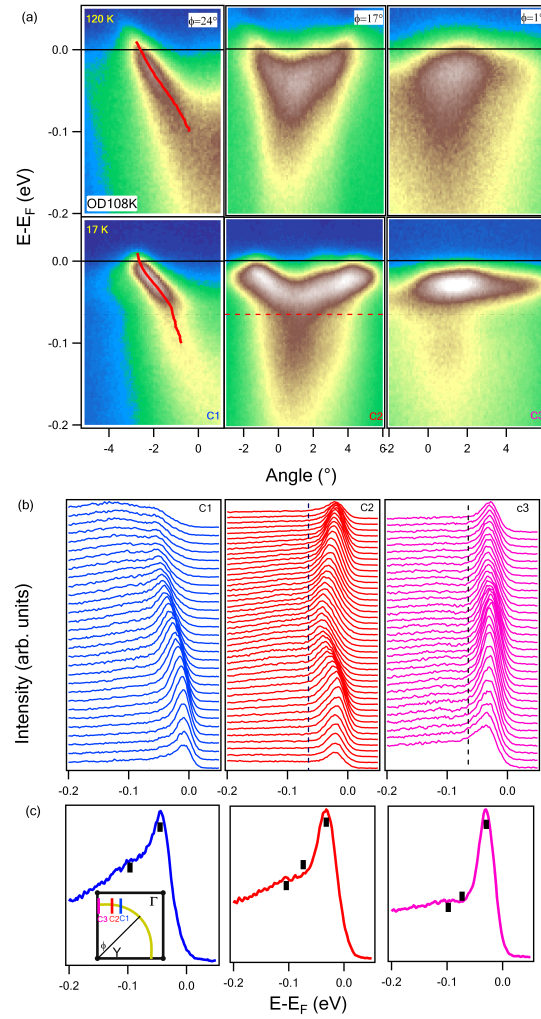 (a)
120 K
ϕ=24°
ϕ=17°
ϕ=1°
0.0
-0.1
-0.2
OD108K
E-E_F (eV)
17 K
0.0
-0.1
-0.2
C1
C2
C3
-4 -2 0
-2 0 2 4 6
-2 0 2 4
Angle (°)
(b)
C1
C2
c3
Intensity (arb. units)
-0.2 -0.1 0.0
-0.2 -0.1 0.0
-0.2 -0.1 0.0
(c)
Γ
C3 C2 C1
ϕ
Y
-0.2 -0.1 0.0
-0.2 -0.1 0.0
-0.2 -0.1 0.0
E-E_F (eV)